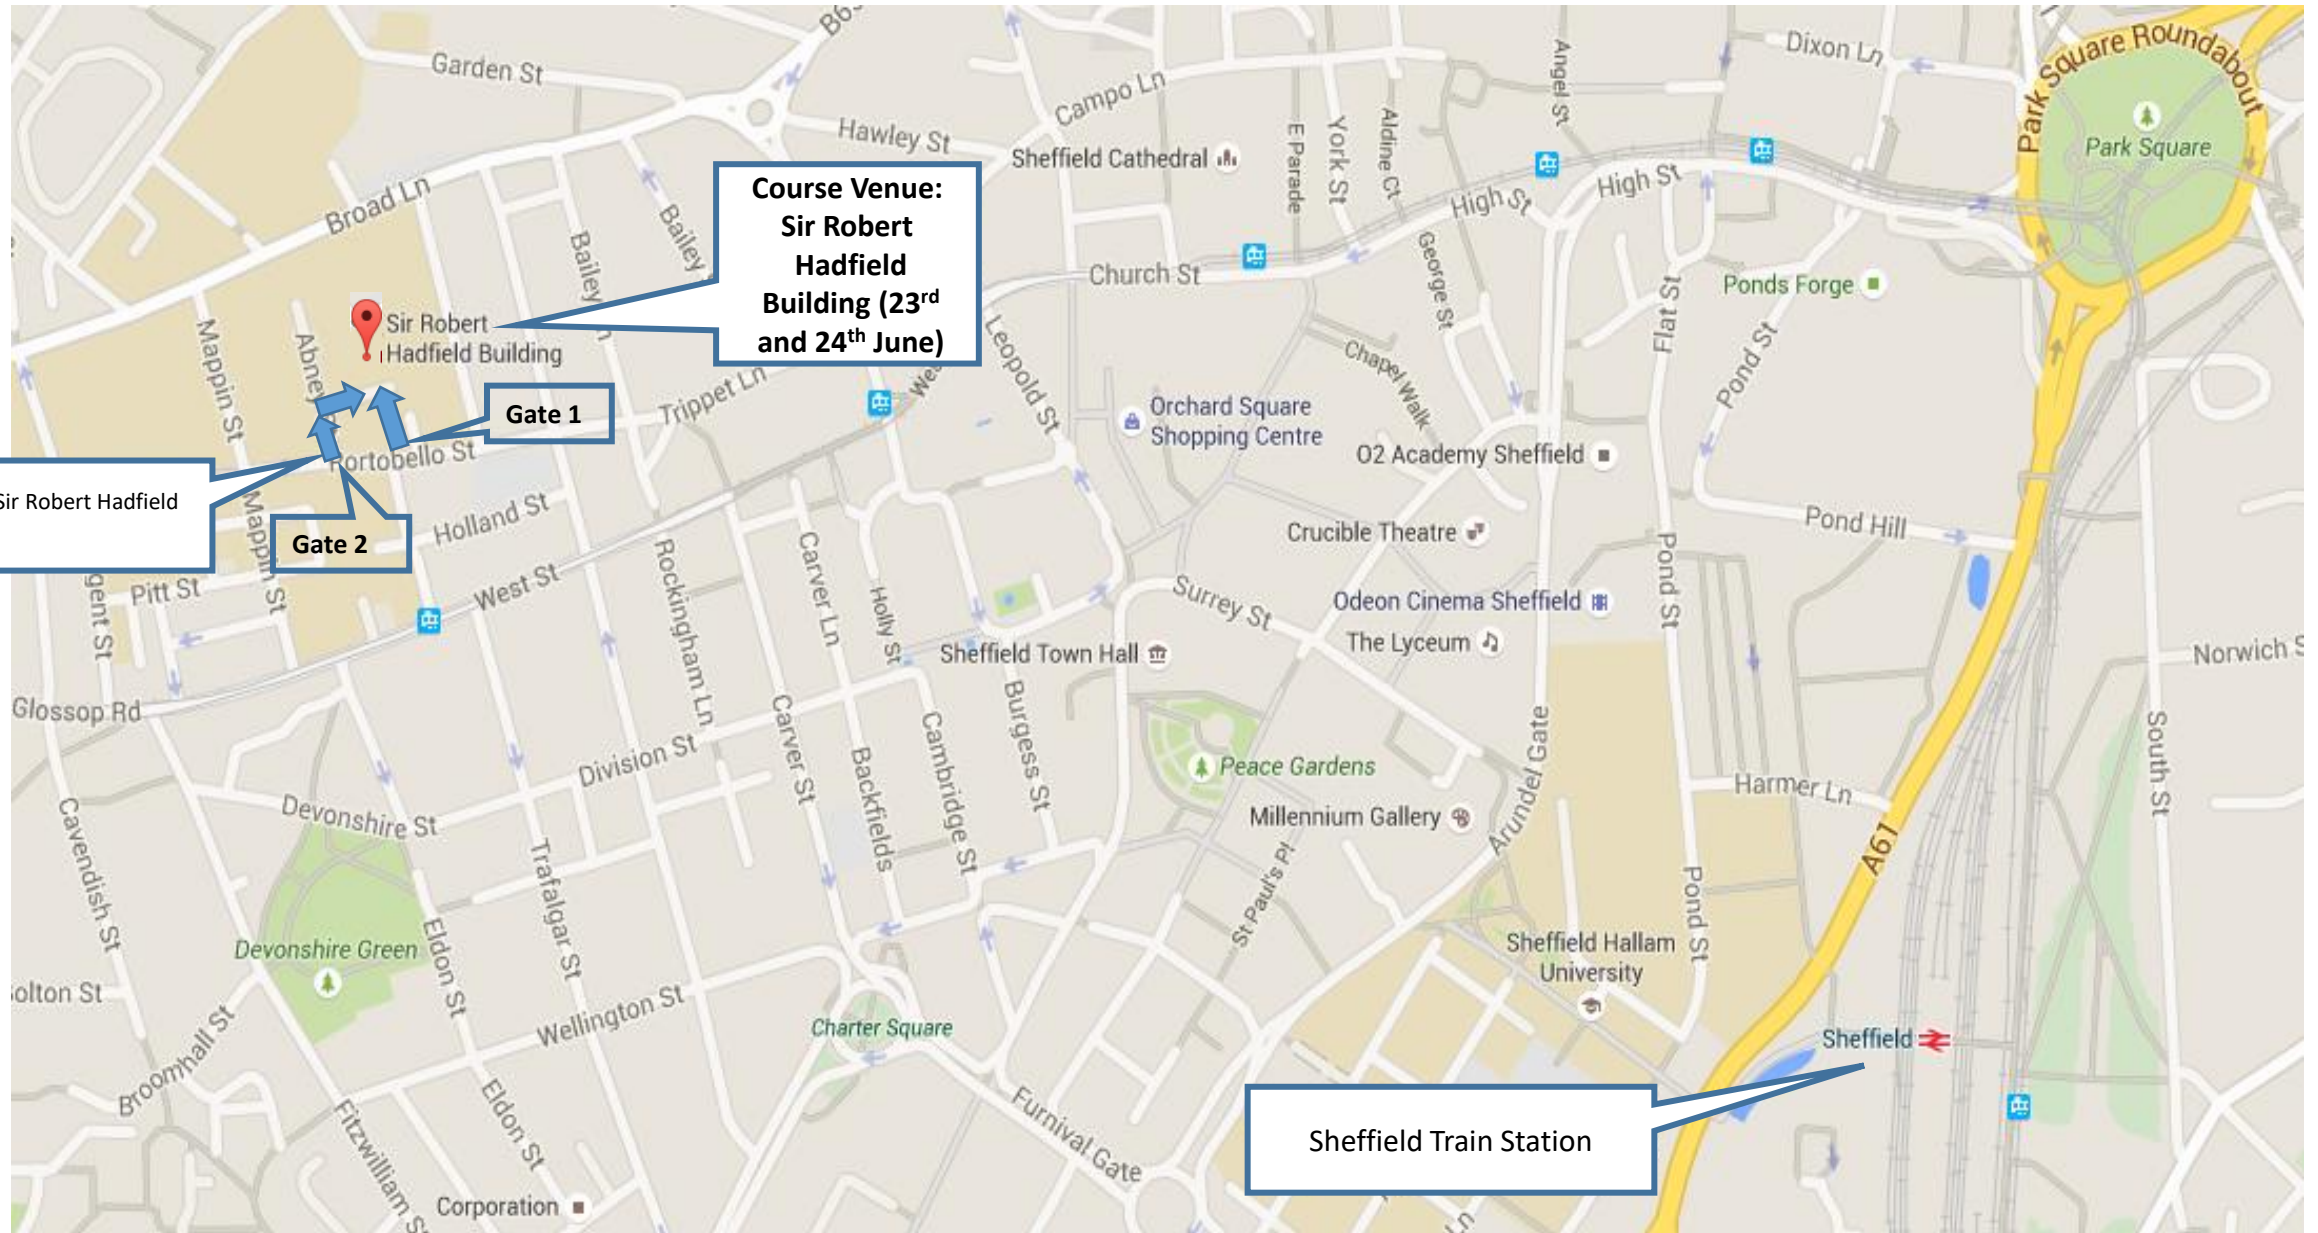 B6
Garden St
Campo Ln
Angel St
Dixon Ln
Park Square Roundabout
Hawley St
Sheffield Cathedral
E Parade
York St
Aldine Ct
Park Square
Broad Ln
Course Venue:
Sir Robert
Hadfield
Building (23rd
and 24th June)
High St
High St
Bailey
Bailey
Church St
George St
Flat St
Ponds Forge
Sir Robert
Hadfield Building
Mappin St
Abney
Leopold St
Chapel Walk
Pond St
Trippet Ln
Wes
Gate 1
Orchard Square
Shopping Centre
O2 Academy Sheffield
Portobello St
Sir Robert Hadfield
Mappin St
Holland St
Gate 2
Crucible Theatre
Pond Hill
Pitt St
gent St
West St
Rockingham Ln
Carver Ln
Holly St
Surrey St
Odeon Cinema Sheffield
Pond St
The Lyceum
Sheffield Town Hall
Norwich S
Glossop Rd
Carver St
Cambridge St
Burgess St
South St
Division St
Backfields
Peace Gardens
Arundel Gate
Harmer Ln
Devonshire St
Millennium Gallery
A61
Cavendish St
Trafalgar St
St Paul's Pl
Pond St
Devonshire Green
Eldon St
Sheffield Hallam
University
olton St
Wellington St
Charter Square
Sheffield
Broomhall St
Fitzwilliam S
Eldon St
Furnival Gate
Sheffield Train Station
Corporation
Ln